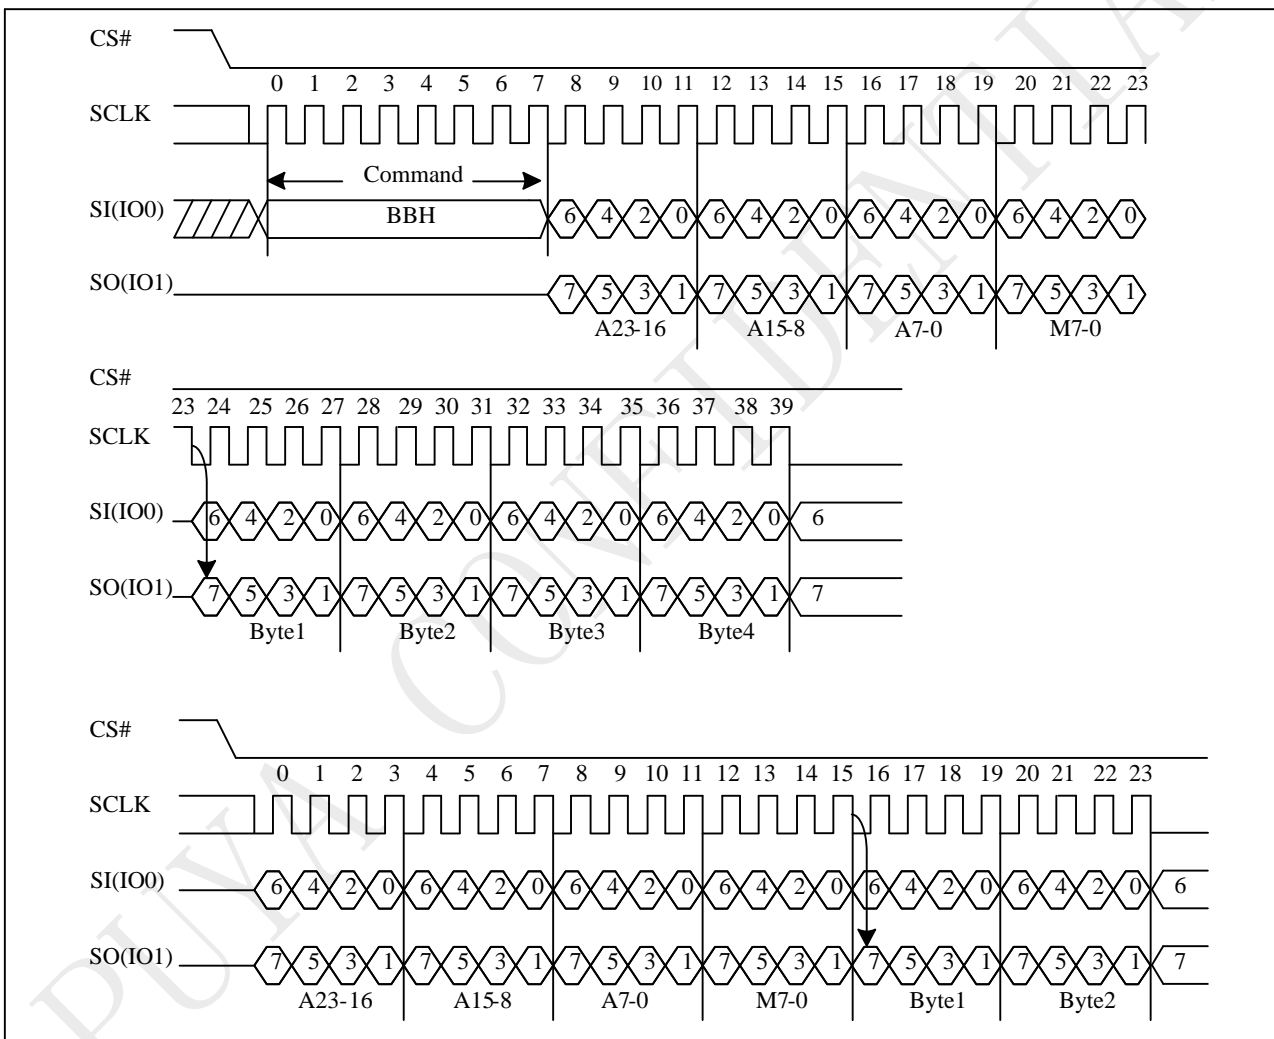 CS#
0 1 2 3 4 5 6 7 8 9 10 11 12 13 14 15 16 17 18 19 20 21 22 23
SCLK
Command
SI(IO0) BBH 6 4 2 0 6 4 2 0 6 4 2 0 6 4 2 0
SO(IO1) 7 5 3 1 7 5 3 1 7 5 3 1 7 5 3 1
A23-16 A15-8 A7-0 M7-0
CS#
23 24 25 26 27 28 29 30 31 32 33 34 35 36 37 38 39
SCLK
SI(IO0) 6 4 2 0 6 4 2 0 6 4 2 0 6 4 2 0 6
SO(IO1) 7 5 3 1 7 5 3 1 7 5 3 1 7 5 3 1 7
Byte1 Byte2 Byte3 Byte4
CS#
0 1 2 3 4 5 6 7 8 9 10 11 12 13 14 15 16 17 18 19 20 21 22 23
SCLK
SI(IO0) 6 4 2 0 6 4 2 0 6 4 2 0 6 4 2 0 6 4 2 0 6 4 2 0 6
SO(IO1) 7 5 3 1 7 5 3 1 7 5 3 1 7 5 3 1 7 5 3 1 7 5 3 1 7
A23-16 A15-8 A7-0 M7-0 Byte1 Byte2
PUYA CONFIDENTIAL